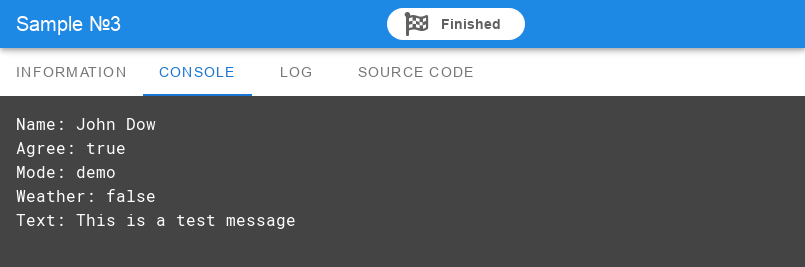 Sample №3
Finished
INFORMATION CONSOLE LOG SOURCE CODE
Name: John Dow
Agree: true
Mode: demo
Weather: false
Text: This is a test message